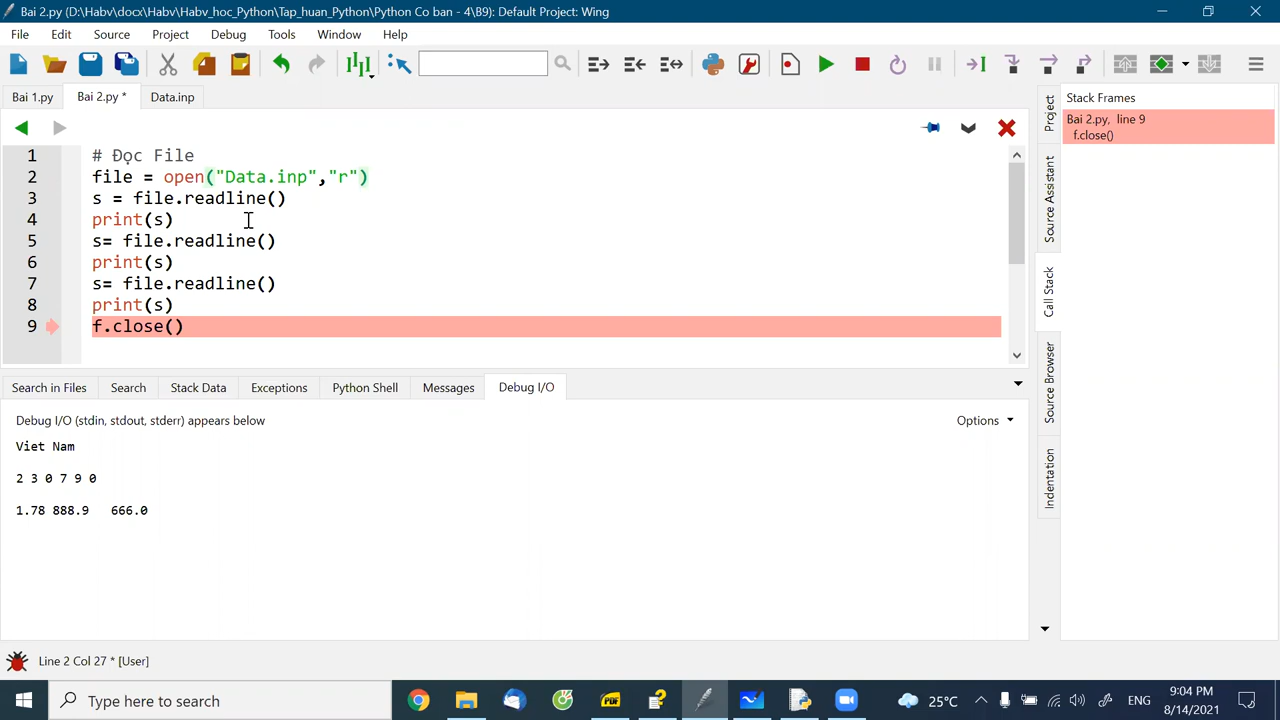 Bai 2.py (D:\Habv\docx\Habv\Habv_hoc_Python\Tap_huan_Python\Python Co ban - 4\B9): Default Project: Wing
File Edit Source Project Debug Tools Window Help
Bai 1.py Bai 2.py * Data.inp
Stack Frames
Bai 2.py, line 9
f.close()
1 # Đọc File
2 file = open("Data.inp","r")
3 s = file.readline()
4 print(s)
5 s= file.readline()
6 print(s)
7 s= file.readline()
8 print(s)
9 f.close()
Project
Source Assistant
Call Stack
Source Browser
Indentation
Search in Files Search Stack Data Exceptions Python Shell Messages Debug I/O
Debug I/O (stdin, stdout, stderr) appears below Options
Viet Nam
2 3 0 7 9 0
1.78 888.9 666.0
Line 2 Col 27 * [User]
Type here to search
PDF
25°C
ENG
9:04 PM
8/14/2021